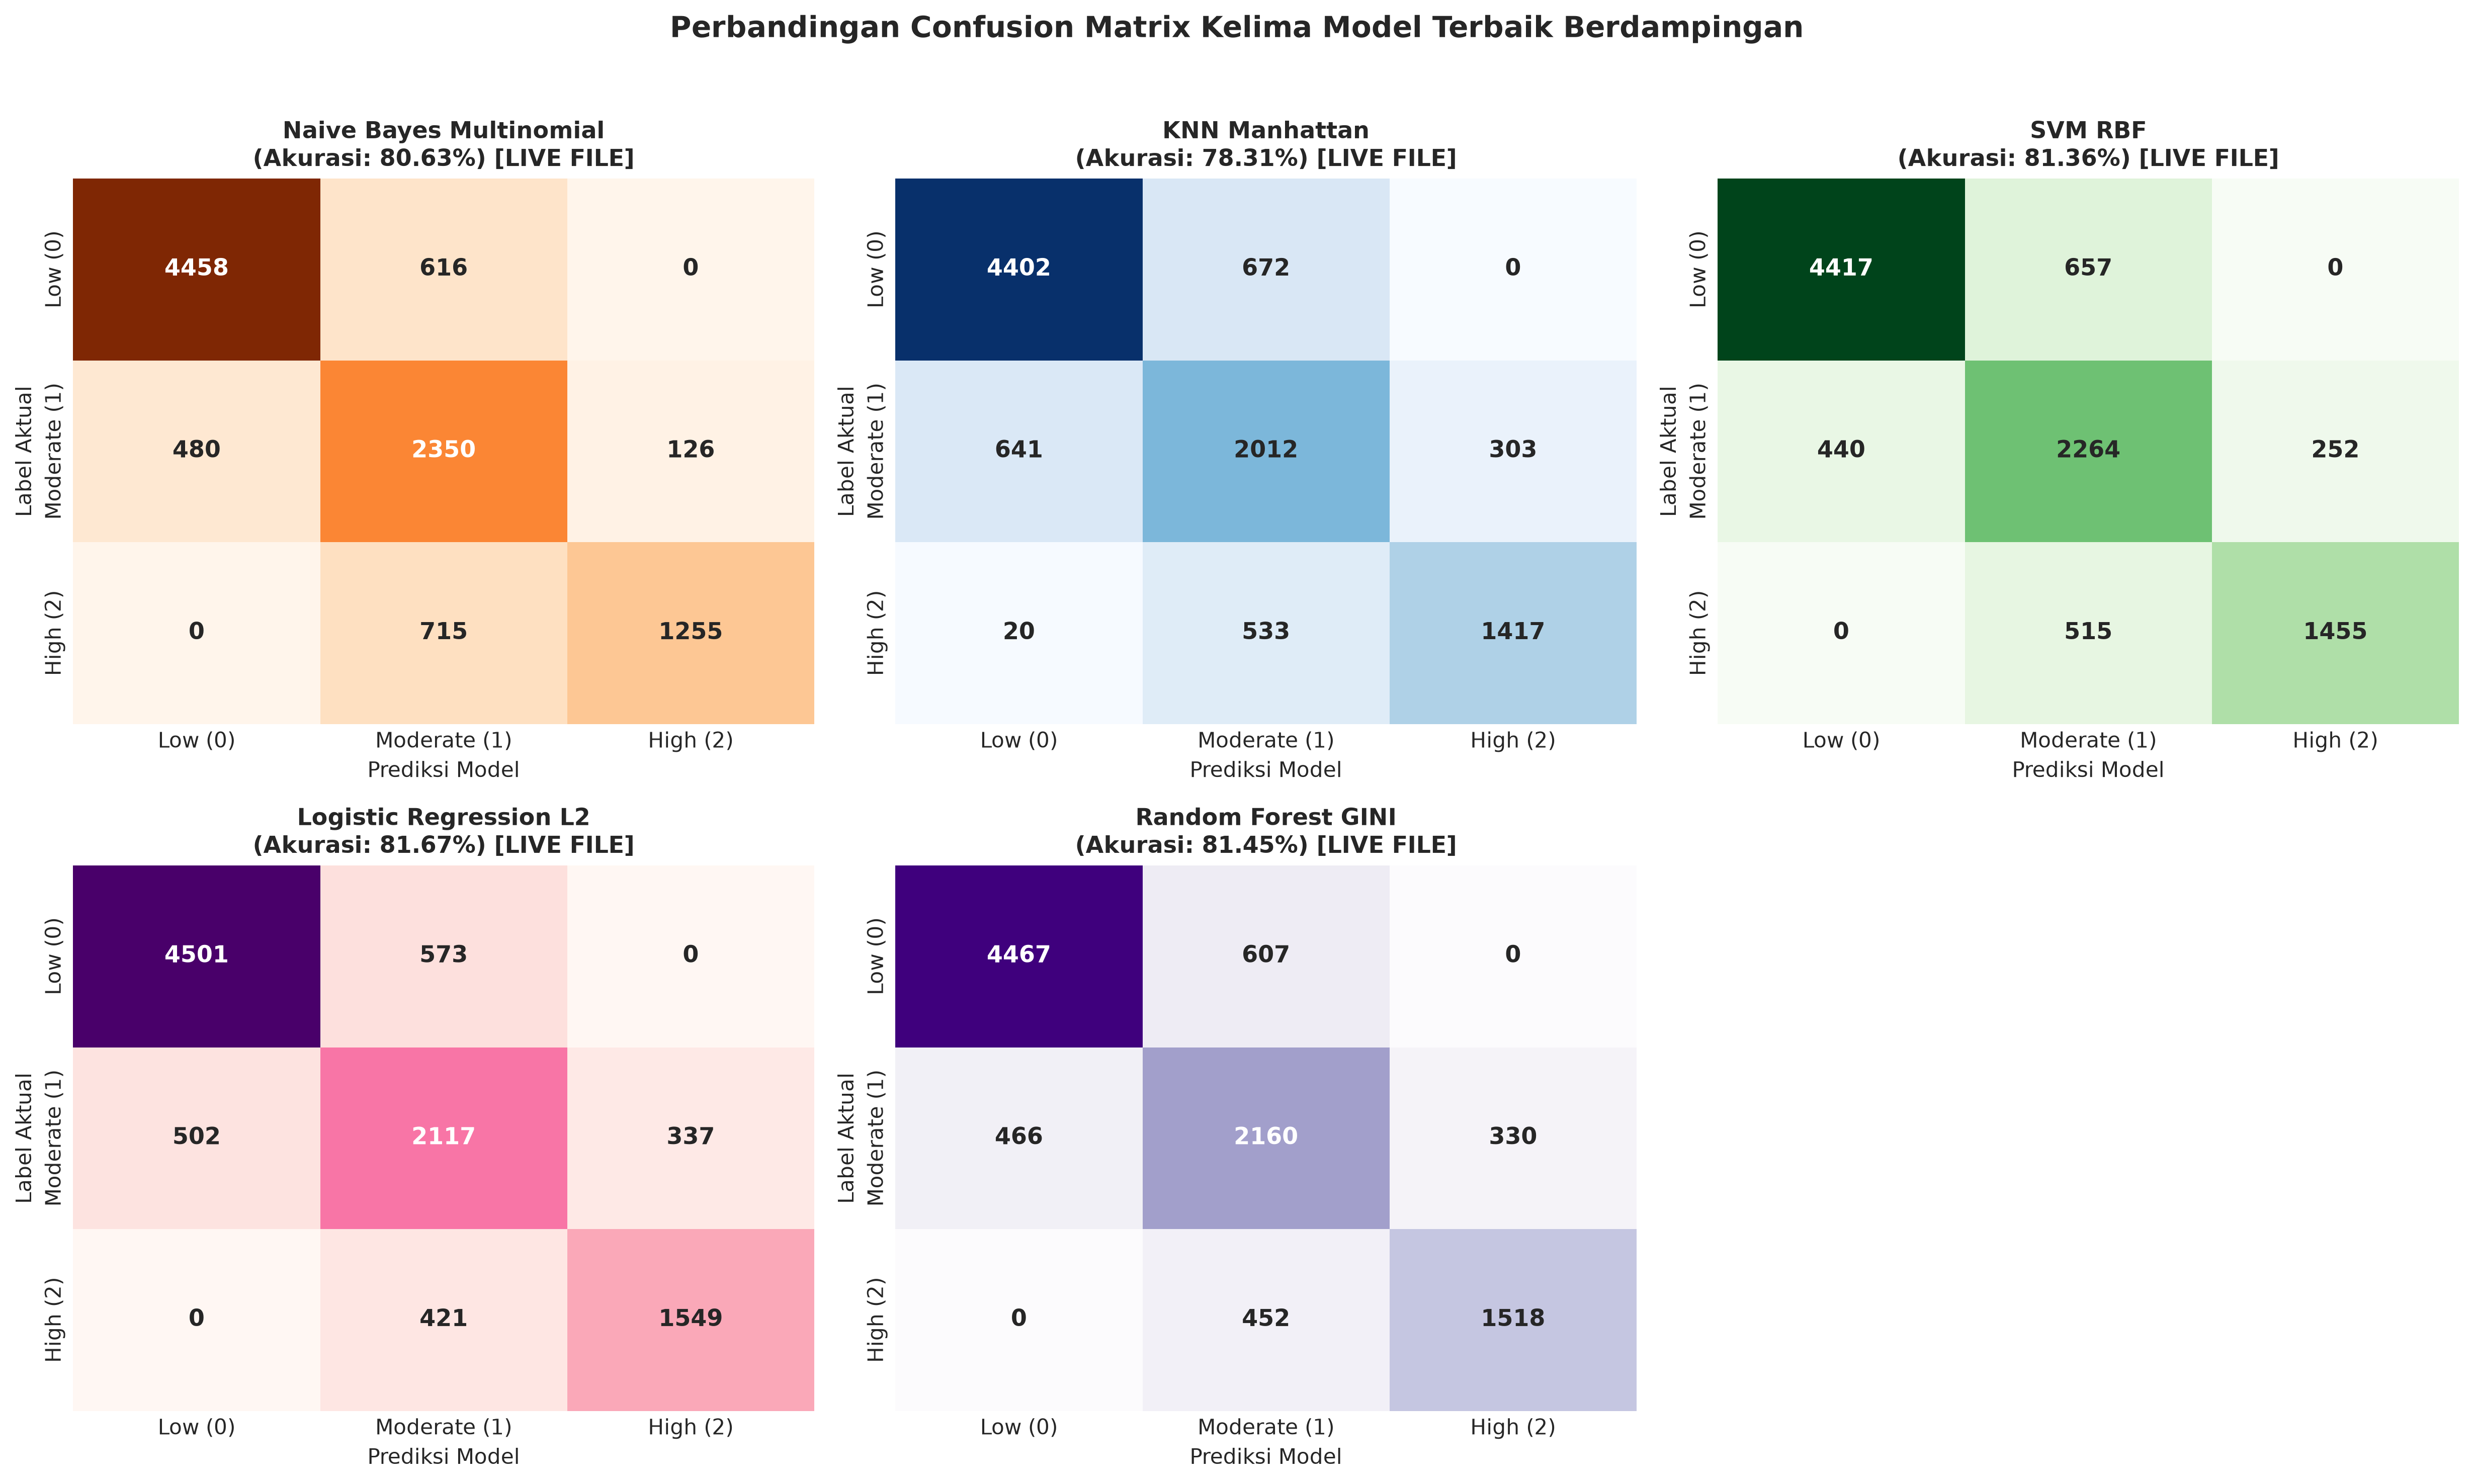 Perbandingan Confusion Matrix Kelima Model Terbaik Berdampingan
Naive Bayes Multinomial
(Akurasi: 80.63%) [LIVE FILE]
Label Aktual
Low (0)
4458 616 0
Moderate (1)
480 2350 126
High (2)
0 715 1255
Low (0) Moderate (1) High (2)
Prediksi Model
KNN Manhattan
(Akurasi: 78.31%) [LIVE FILE]
Label Aktual
Low (0)
4402 672 0
Moderate (1)
641 2012 303
High (2)
20 533 1417
Low (0) Moderate (1) High (2)
Prediksi Model
SVM RBF
(Akurasi: 81.36%) [LIVE FILE]
Label Aktual
Low (0)
4417 657 0
Moderate (1)
440 2264 252
High (2)
0 515 1455
Low (0) Moderate (1) High (2)
Prediksi Model
Logistic Regression L2
(Akurasi: 81.67%) [LIVE FILE]
Label Aktual
Low (0)
4501 573 0
Moderate (1)
502 2117 337
High (2)
0 421 1549
Low (0) Moderate (1) High (2)
Prediksi Model
Random Forest GINI
(Akurasi: 81.45%) [LIVE FILE]
Label Aktual
Low (0)
4467 607 0
Moderate (1)
466 2160 330
High (2)
0 452 1518
Low (0) Moderate (1) High (2)
Prediksi Model